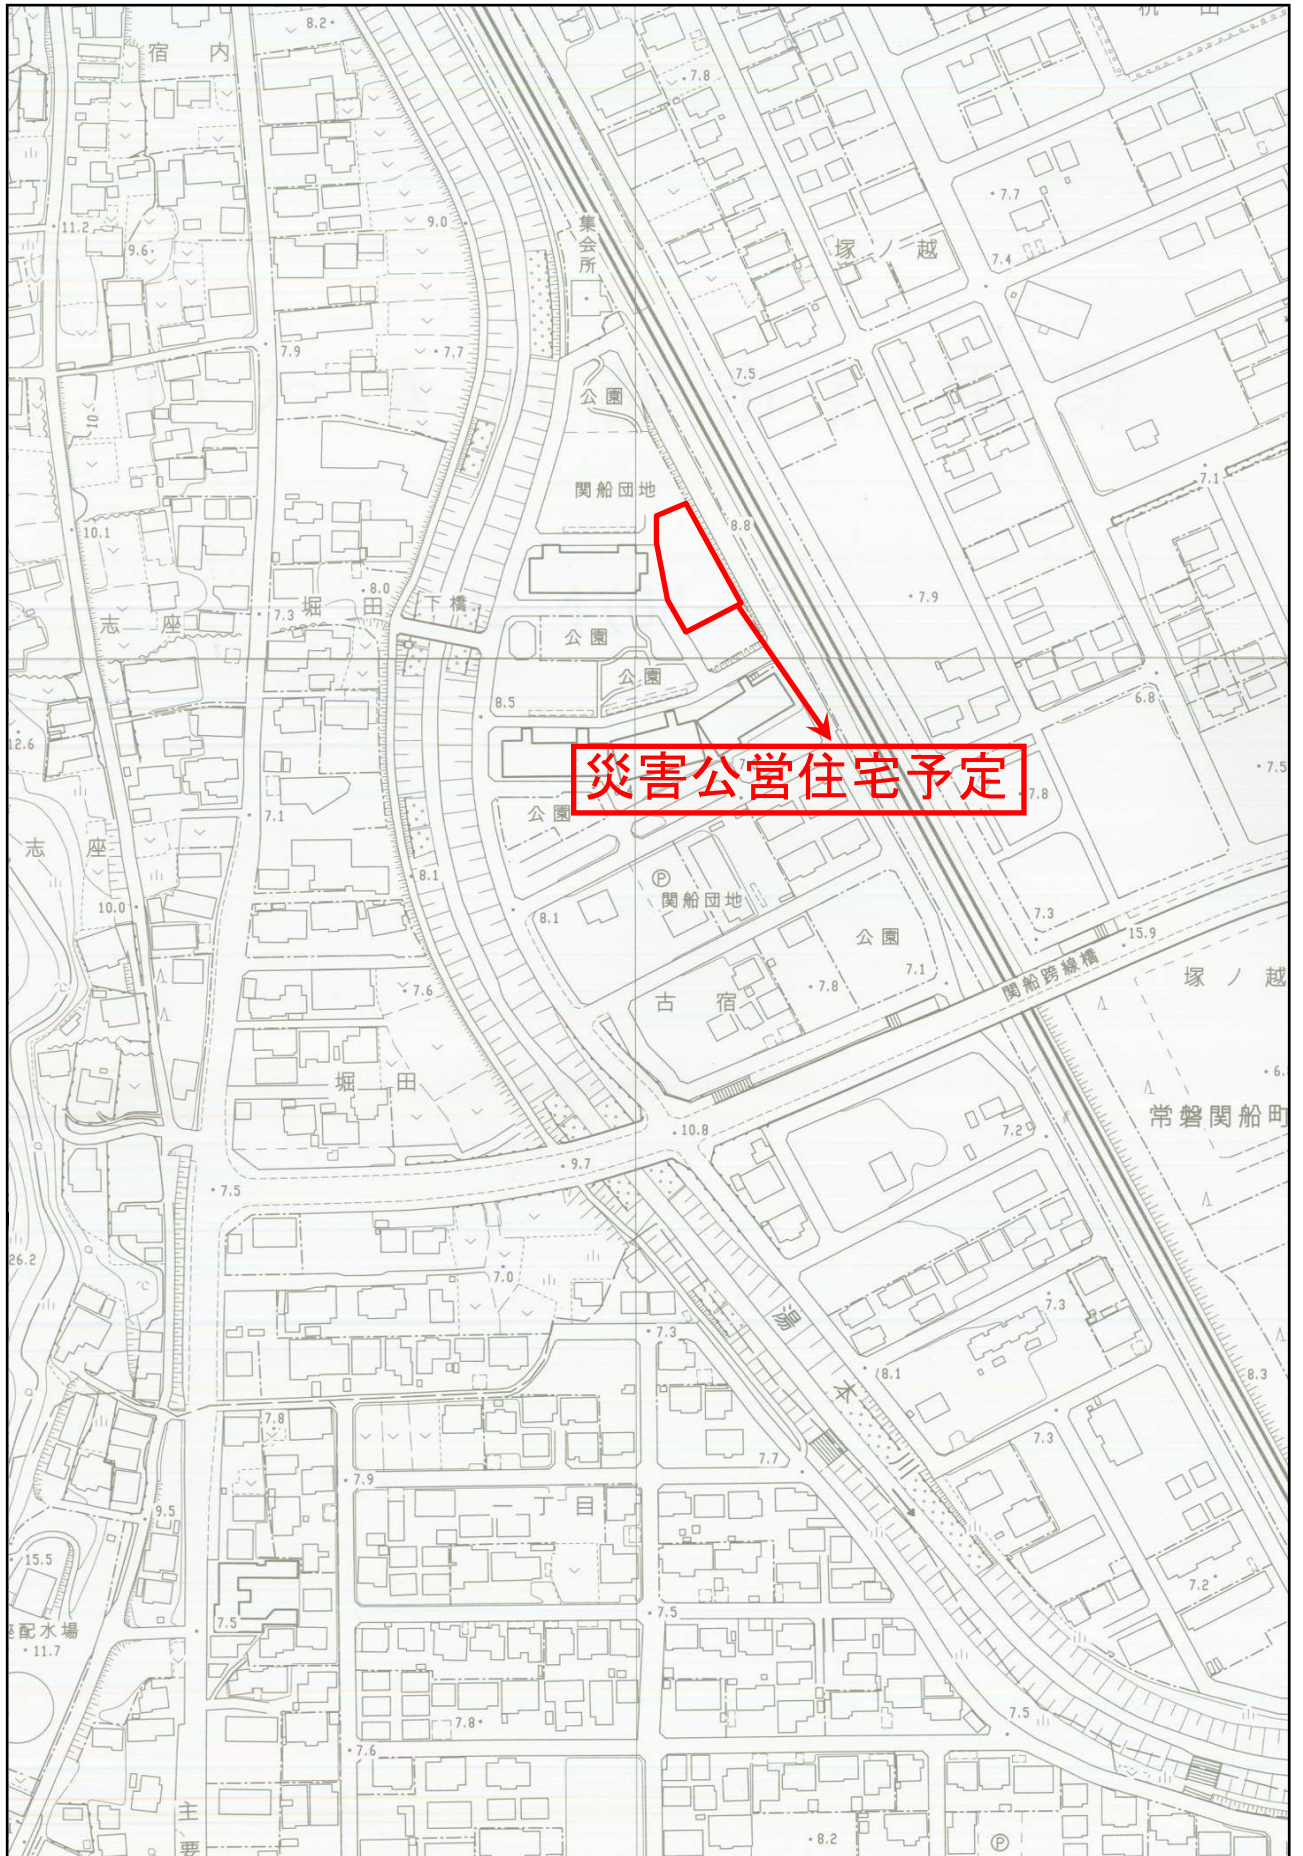 8.2
宿 内
7.8
11.2
9.6
9.0
集会所
7.7
塚ノ越
7.4
7.9
7.7
7.5
公園
10.
関船団地
7.1
10.1
8.8
8.0
堀田
下橋
7.9
7.3
志座
公園
公園
6.8
8.5
12.6
災害公営住宅予定
7.5
7.8
公園
7.1
志座
8.1
P
関船団地
10.0
8.1
7.3
公園
15.9
7.1
関船跨線橋
塚ノ越
7.6
7.8
古宿
堀田
常磐関船町
10.8
7.2
9.7
7.5
26.2
7.0
7.3
7.3
湯本川
8.1
8.3
7.8
7.3
7.7
7.9
一丁目
9.5
15.5
7.2
7.5
7.5
配水場
11.7
7.5
7.8
7.6
主要
8.2
P